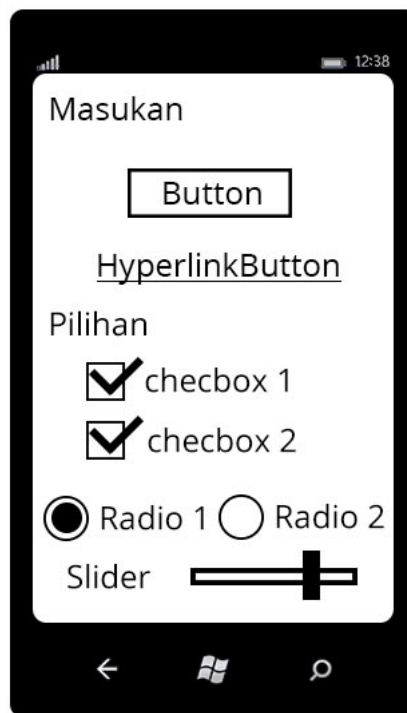 12:38
Masukan
Button
HyperlinkButton
Pilihan
checbox 1
checbox 2
Radio 1 Radio 2
Slider